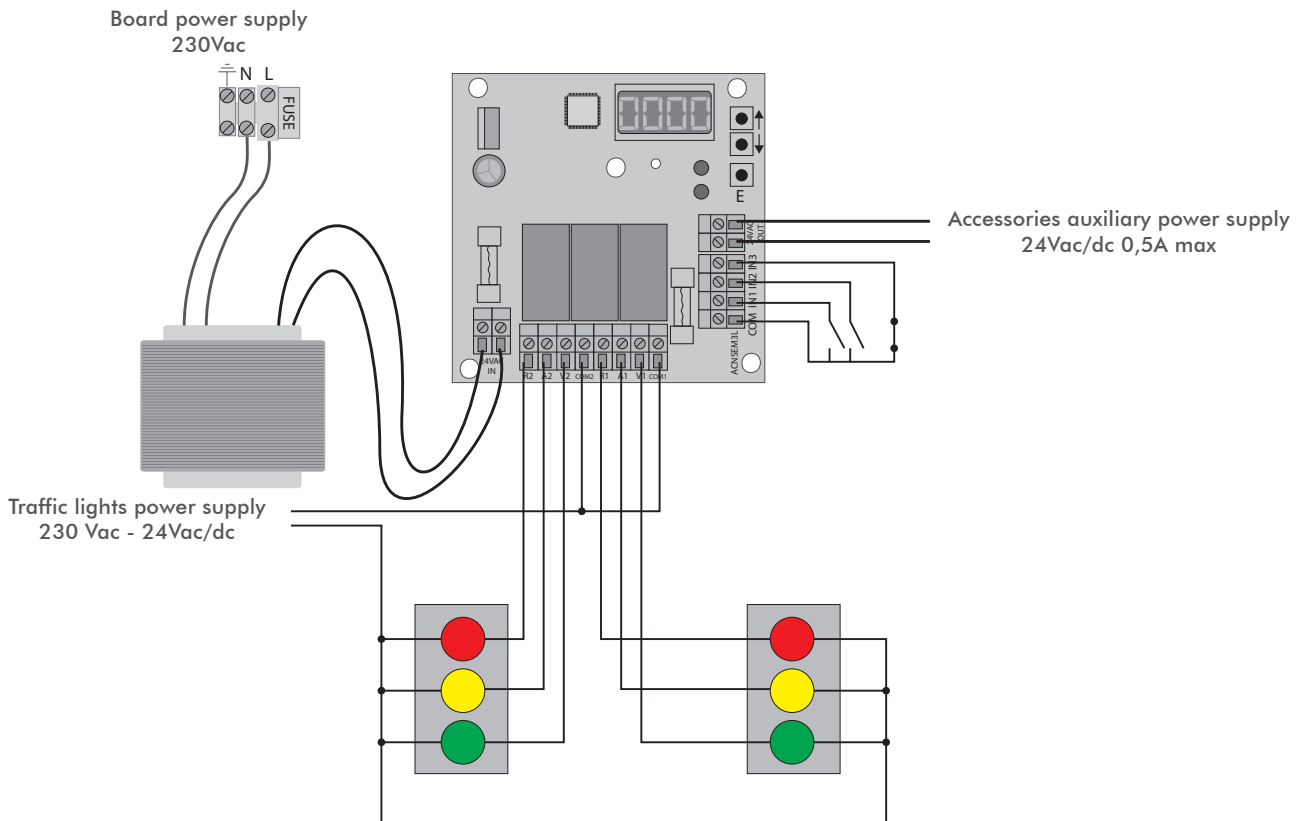 Board power supply
230Vac
N L
FUSE
E
24VAC
OUT
COM IN1 IN2 IN3
ACNSEM3L
Accessories auxiliary power supply
24Vac/dc 0,5A max
24VAC
IN
R2 A2 V2 COM2 R1 A1 V1 COM1
Traffic lights power supply
230 Vac - 24Vac/dc